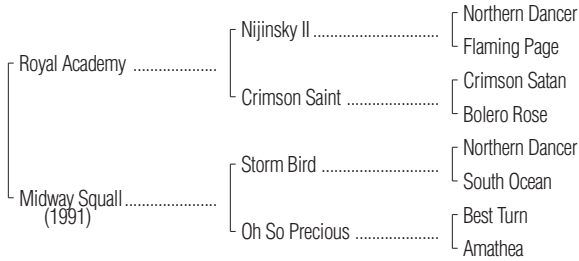 Northern Dancer
Nijinsky II ........................................
Flaming Page
Royal Academy .....................
Crimson Satan
Crimson Saint .............................
Bolero Rose
Northern Dancer
Storm Bird .....................................
South Ocean
Midway Squall .......................
(1991)
Best Turn
Oh So Precious ............................
Amathea